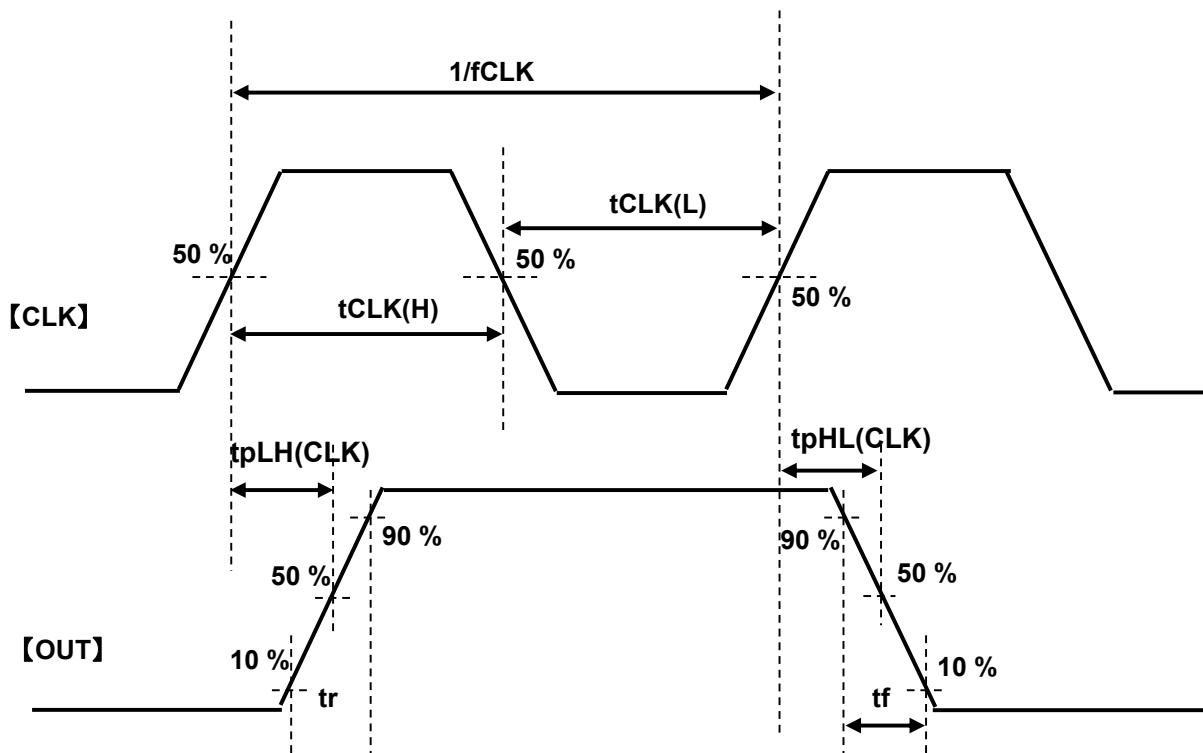 1/fCLK
tCLK(L)
50 %
50 %
50 %
【CLK】
tCLK(H)
tpLH(CLK)
tpHL(CLK)
90 %
90 %
50 %
50 %
【OUT】
10 %
tr
tf
10 %